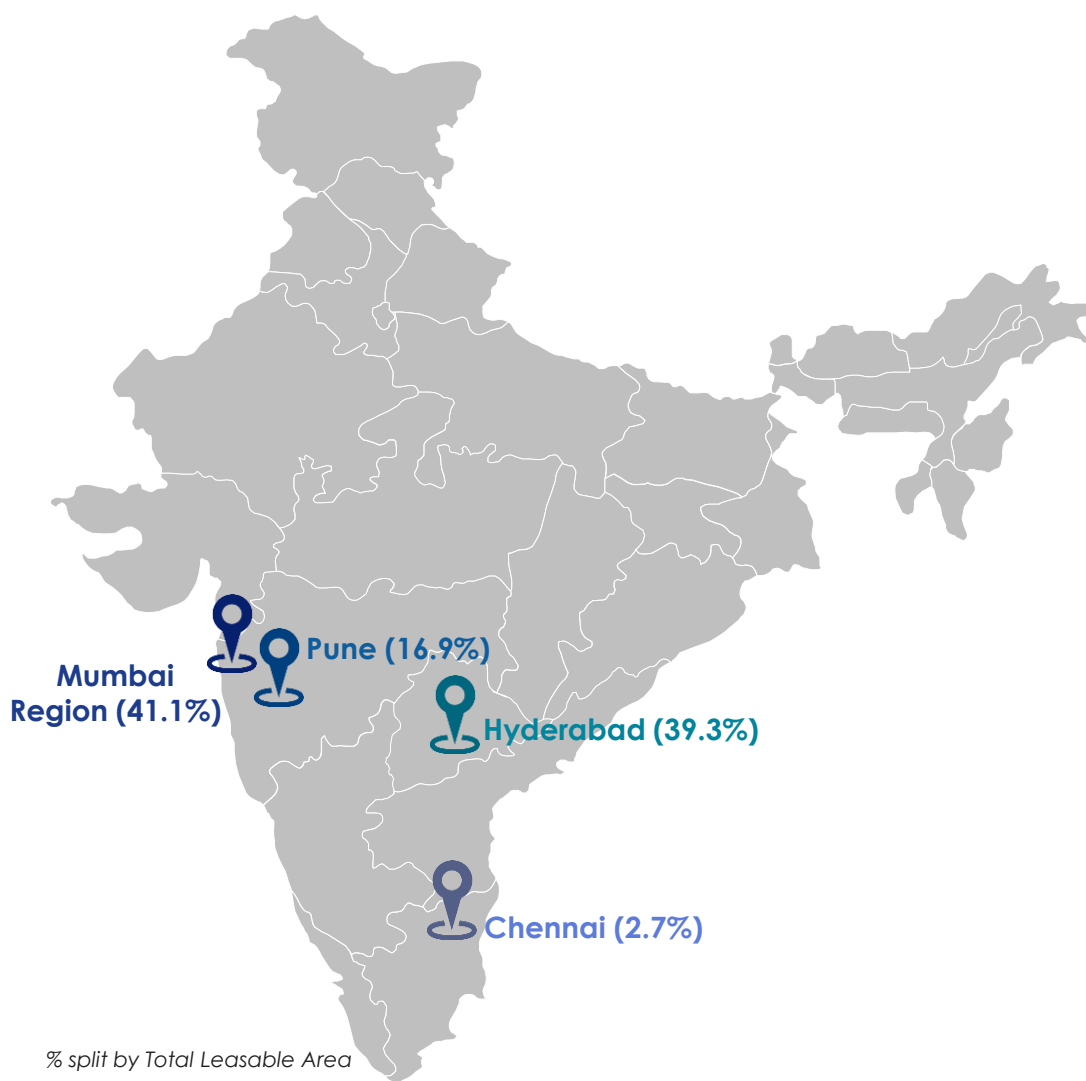 Pune (16.9%)
Mumbai
Region (41.1%)
Hyderabad (39.3%)
Chennai (2.7%)
% split by Total Leasable Area